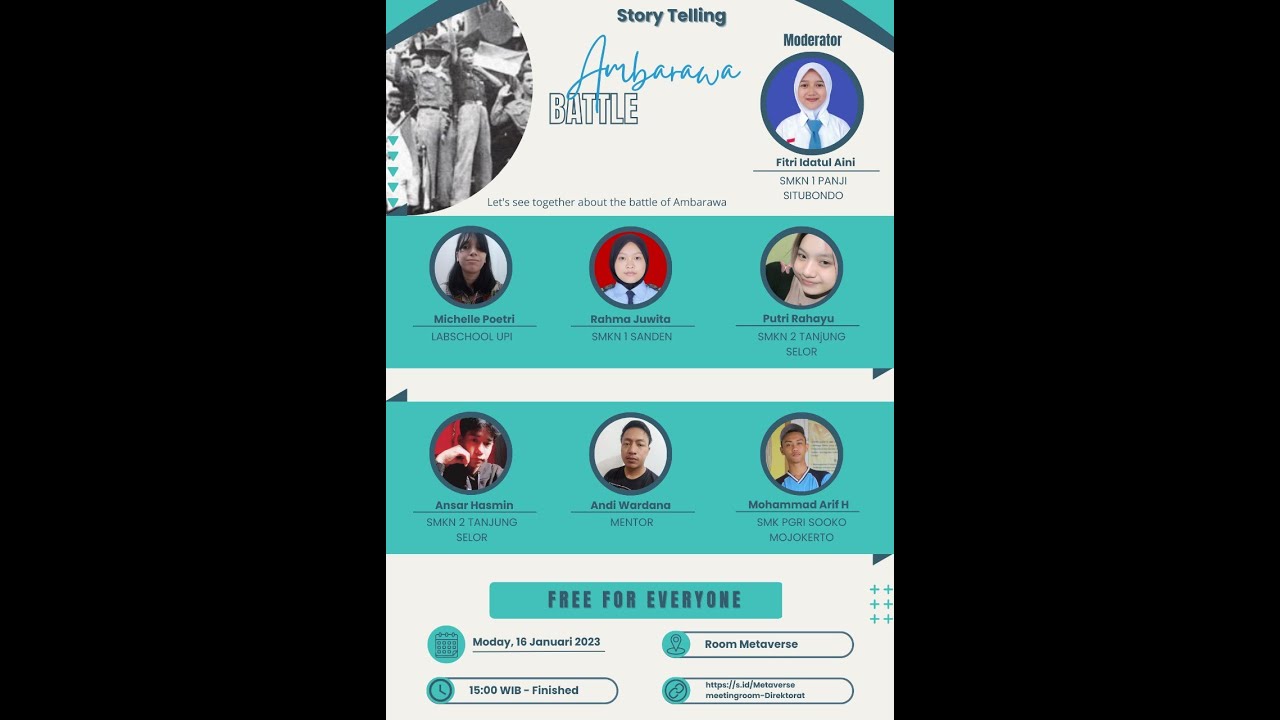 Story Telling
Ambarawa
BATTLE
Moderator
Fitri Idatul Aini
SMKN 1 PANJI
SITUBONDO
Let's see together about the battle of Ambarawa
Michelle Poetri
LABSCHOOL UPI
Rahma Juwita
SMKN 1 SANDEN
Putri Rahayu
SMKN 2 TANjUNG
SELOR
Ansar Hasmin
SMKN 2 TANJUNG
SELOR
Andi Wardana
MENTOR
Mohammad Arif H
SMK PGRI SOOKO
MOJOKERTO
FREE FOR EVERYONE
Moday, 16 Januari 2023
Room Metaverse
15:00 WIB - Finished
https://s.id/Metaverse
meetingroom-Direktorat